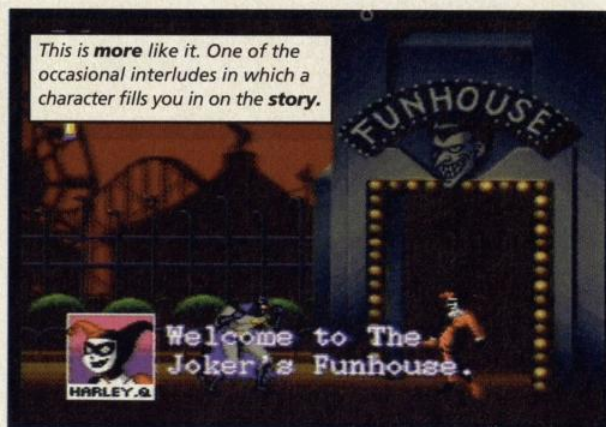 This is more like it. One of the
occasional interludes in which a
character fills you in on the story.
FUNHOUSE
Welcome to The
Joker's Funhouse.
HARLEY.Q